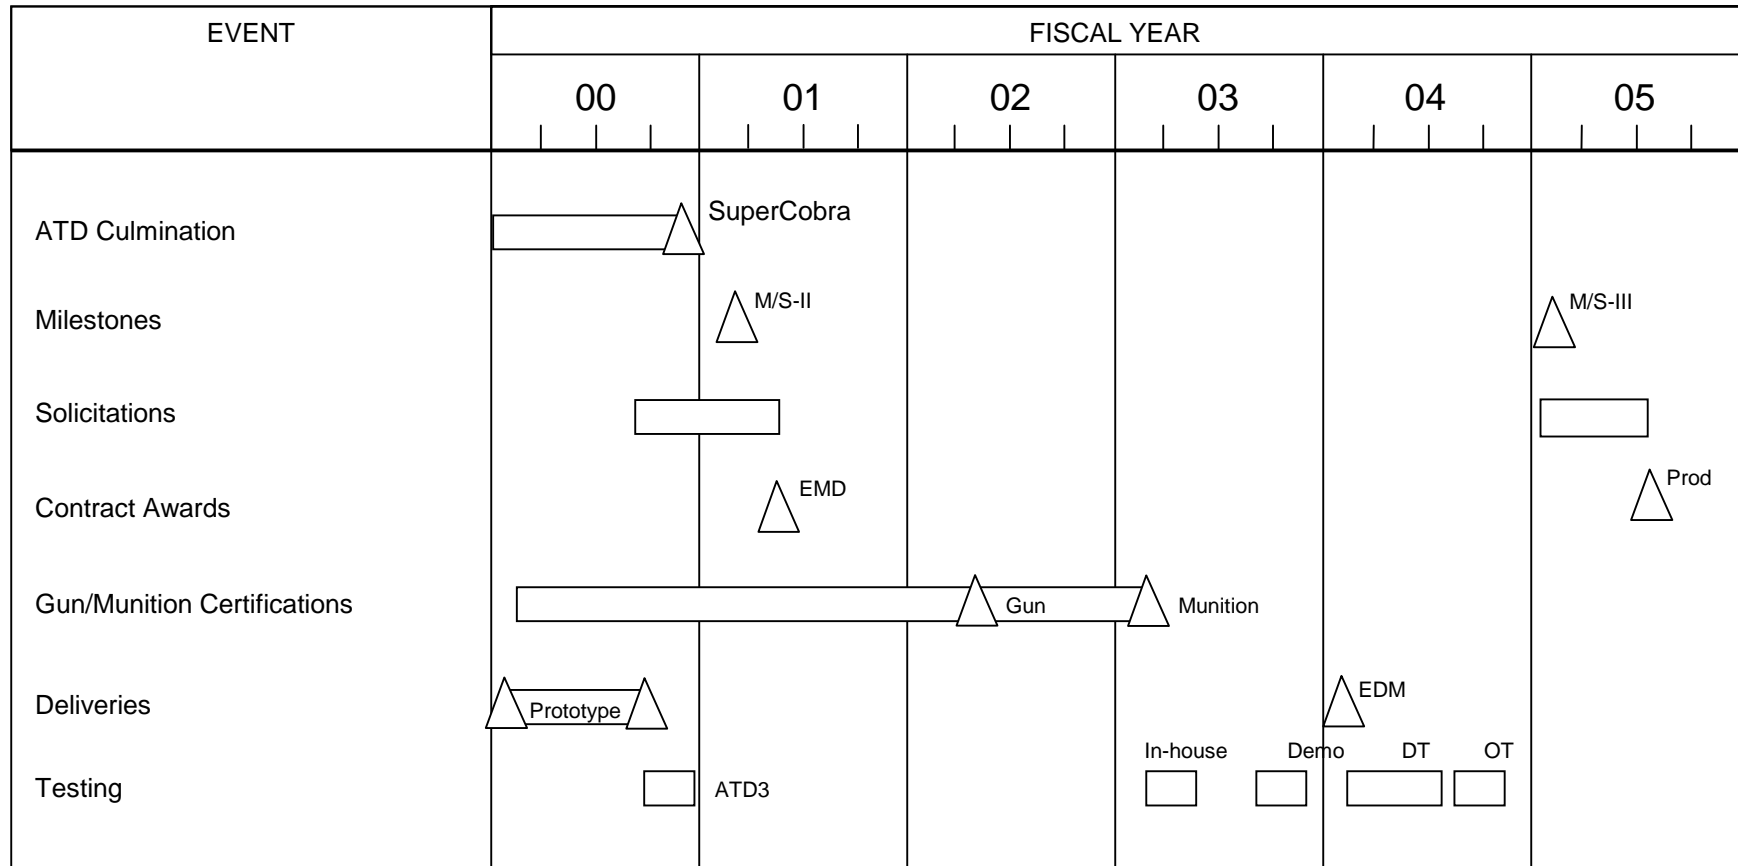 EVENT
FISCAL YEAR
00 01 02 03 04 05
ATD Culmination
SuperCobra
Milestones
M/S-II
M/S-III
Solicitations
Contract Awards
EMD
Prod
Gun/Munition Certifications
Gun
Munition
Deliveries
Prototype
EDM
Testing
ATD3
In-house
Demo
DT
OT